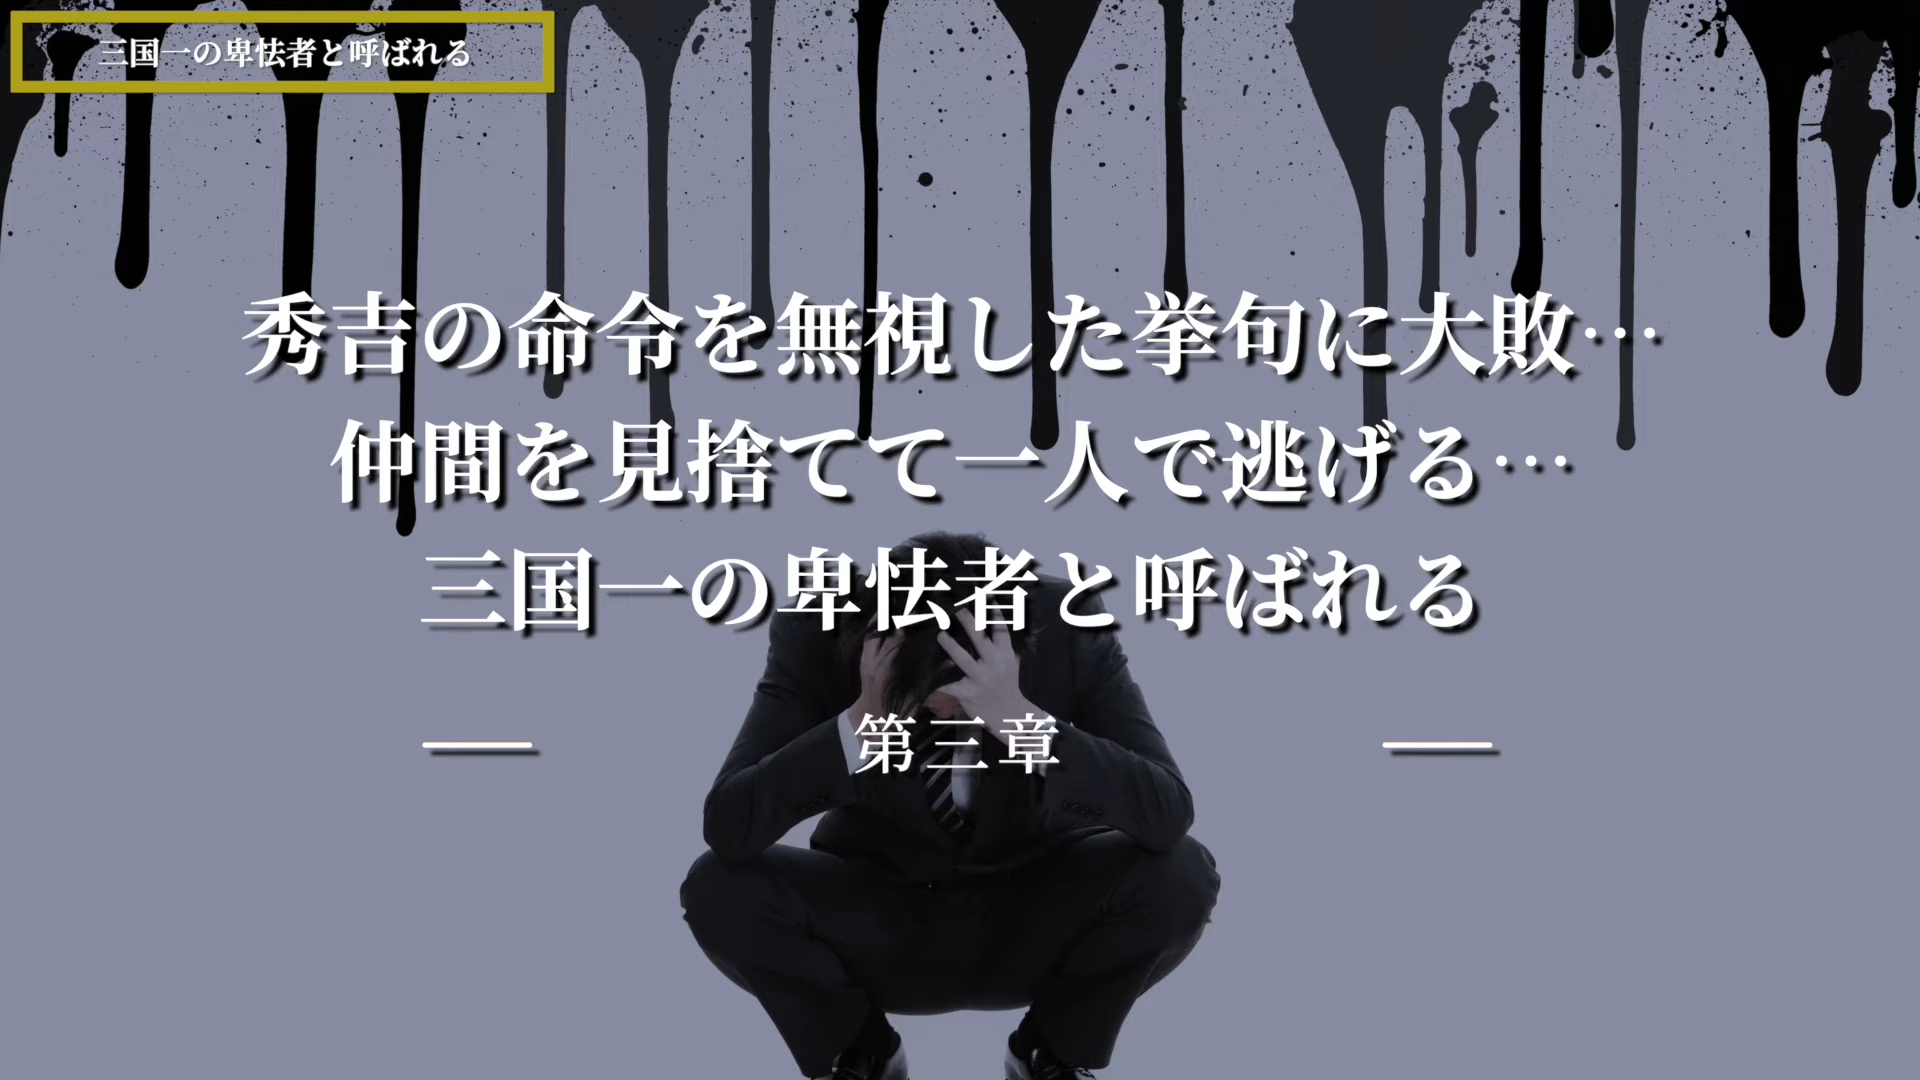 三国一の卑怯者と呼ばれる
秀吉の命令を無視した挙句に大敗…
仲間を見捨てて一人で逃げる…
三国一の卑怯者と呼ばれる
第三章